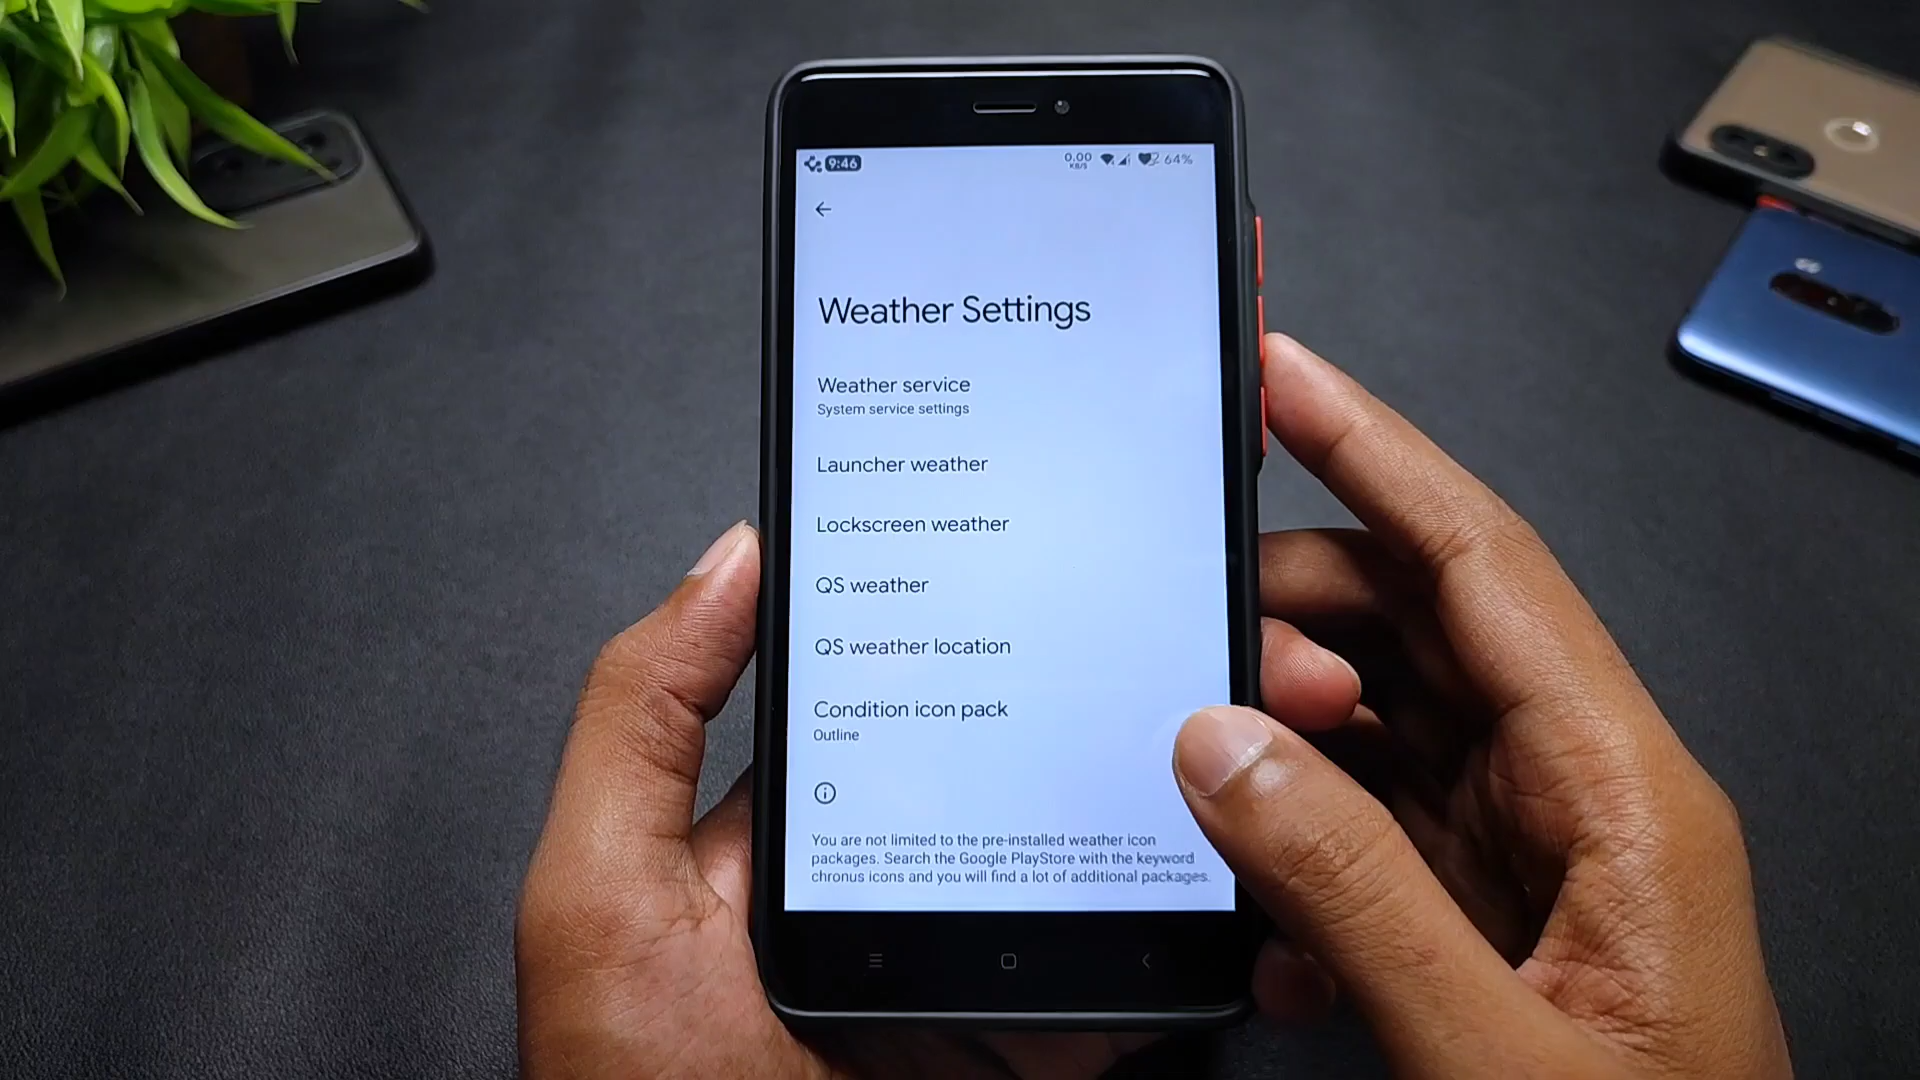 9:46
0.00
KB/S
64%
Weather Settings
Weather service
System service settings
Launcher weather
Lockscreen weather
QS weather
QS weather location
Condition icon pack
Outline
You are not limited to the pre-installed weather icon
packages. Search the Google PlayStore with the keyword
chronus icons and you will find a lot of additional packages.